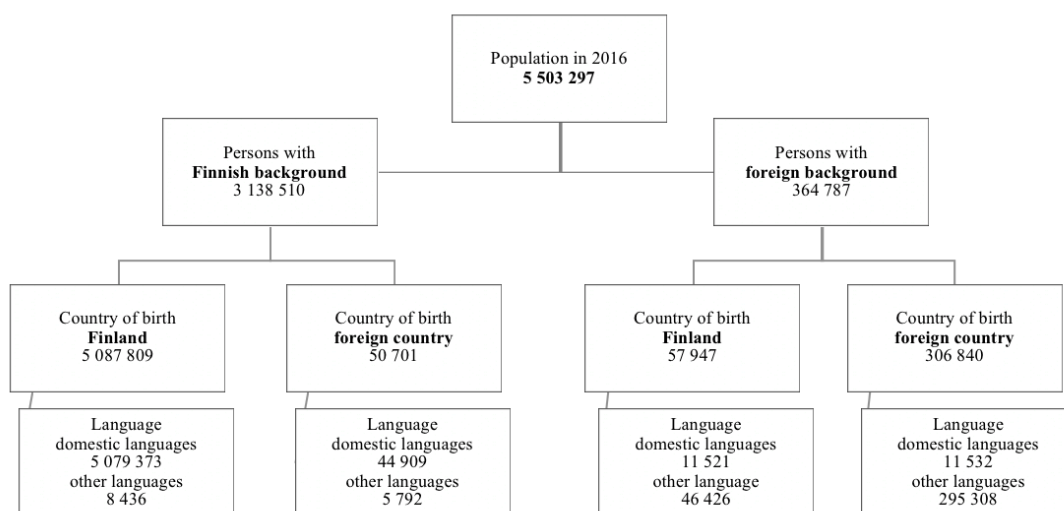 Population in 2016
5 503 297
Persons with
Finnish background
3 138 510
Persons with
foreign background
364 787
Country of birth
Finland
5 087 809
Country of birth
foreign country
50 701
Country of birth
Finland
57 947
Country of birth
foreign country
306 840
Language
domestic languages
5 079 373
other languages
8 436
Language
domestic languages
44 909
other languages
5 792
Language
domestic languages
11 521
other language
46 426
Language
domestic languages
11 532
other languages
295 308